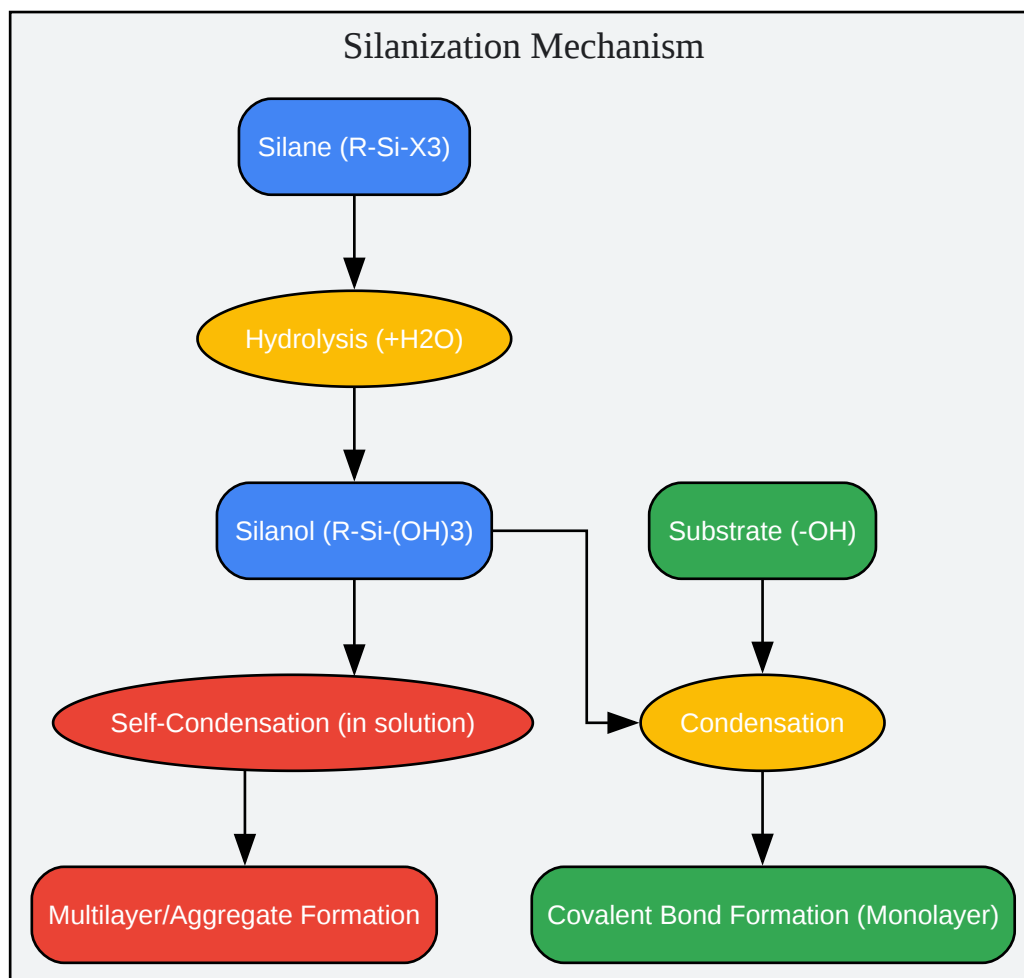 Silanization Mechanism
Silane (R-Si-X3)
Hydrolysis (+H2O)
Silanol (R-Si-(OH)3)
Substrate (-OH)
Self-Condensation (in solution)
Condensation
Multilayer/Aggregate Formation
Covalent Bond Formation (Monolayer)